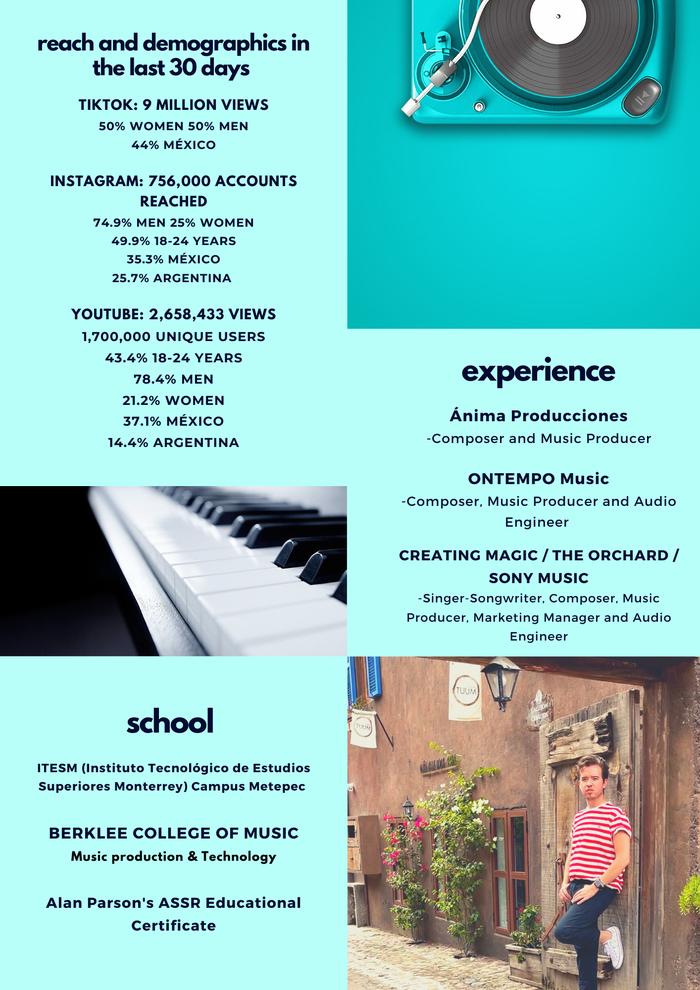 reach and demographics in
the last 30 days
TIKTOK: 9 MILLION VIEWS
50% WOMEN 50% MEN
44% MÉXICO
INSTAGRAM: 756,000 ACCOUNTS
REACHED
74.9% MEN 25% WOMEN
49.9% 18-24 YEARS
35.3% MÉXICO
25.7% ARGENTINA
YOUTUBE: 2,658,433 VIEWS
1,700,000 UNIQUE USERS
43.4% 18-24 YEARS
78.4% MEN
21.2% WOMEN
37.1% MÉXICO
14.4% ARGENTINA
experience
Ánima Producciones
-Composer and Music Producer
ONTEMPO Music
-Composer, Music Producer and Audio
Engineer
CREATING MAGIC / THE ORCHARD /
SONY MUSIC
-Singer-Songwriter, Composer, Music
Producer, Marketing Manager and Audio
Engineer
school
ITESM (Instituto Tecnológico de Estudios
Superiores Monterrey) Campus Metepec
BERKLEE COLLEGE OF MUSIC
Music production & Technology
Alan Parson's ASSR Educational
Certificate
TUUM
TUUM